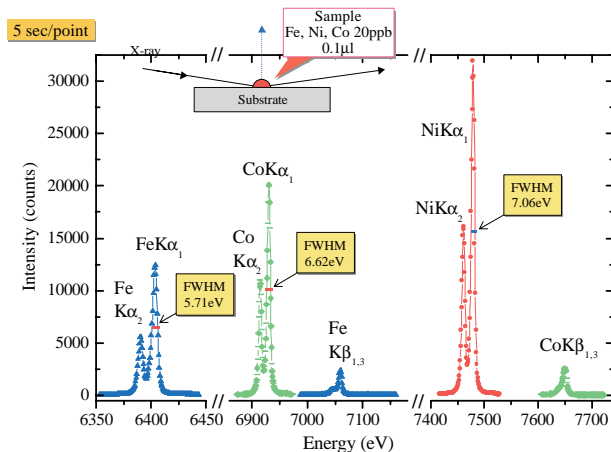 5 sec/point
Sample
Fe, Ni, Co 20ppb
0.1μl
X-ray
Substrate
Intensity (counts)
30000
25000
20000
15000
10000
5000
0
NiKα₁
CoKα₁
NiKα₂
FWHM
7.06eV
FeKα₁
Co
Kα₂
FWHM
6.62eV
Fe
Kα₂
FWHM
5.71eV
Fe
Kβ₁,₃
CoKβ₁,₃
6350 6400 6450 // 6900 7000 7100 // 7400 7500 7600 7700
Energy (eV)